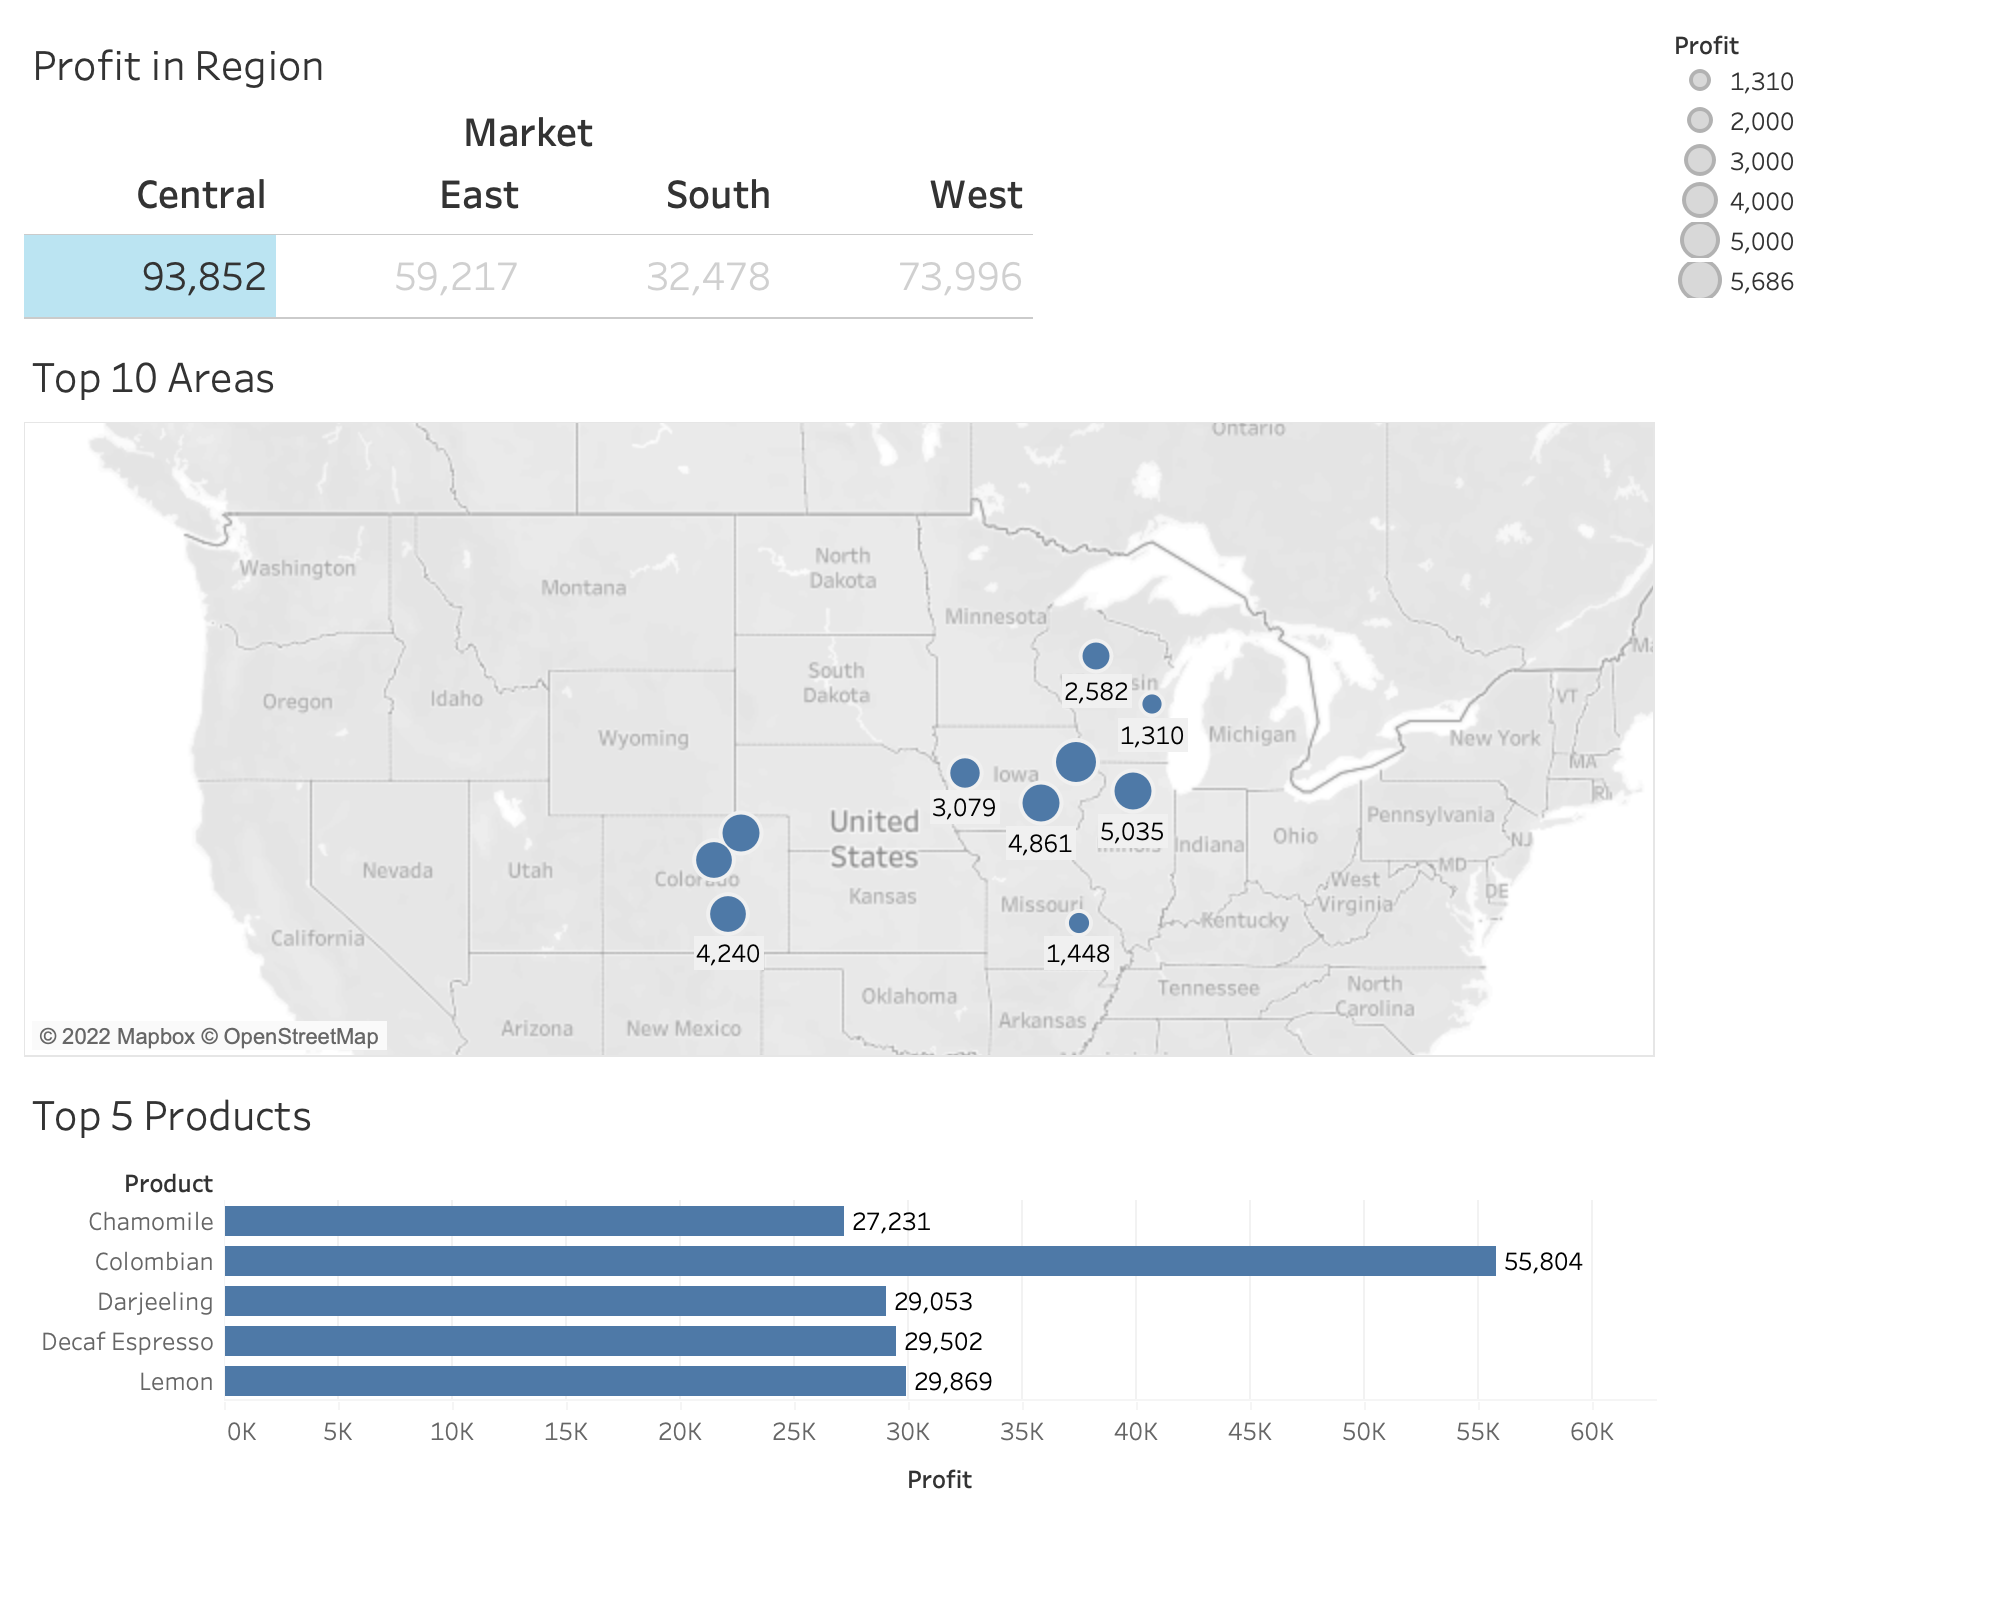 Profit in Region
Market
Central East South West
93,852 59,217 32,478 73,996
Profit
1,310
2,000
3,000
4,000
5,000
5,686
Top 10 Areas
Ontario
Washington
Montana
North
Dakota
Minnesota
Oregon
Idaho
South
Dakota
2,582
1,310
Wyoming
Michigan
New York
VT
MA
RI
Iowa
3,079
4,861
5,035
United
States
Pennsylvania
NJ
Nevada
Utah
Colorado
Kansas
Indiana
Ohio
MD
DE
West
Virginia
California
Missouri
Kentucky
4,240
1,448
Oklahoma
Tennessee
North
Carolina
Arizona
New Mexico
Arkansas
© 2022 Mapbox © OpenStreetMap
Top 5 Products
Product
Chamomile 27,231
Colombian 55,804
Darjeeling 29,053
Decaf Espresso 29,502
Lemon 29,869
0K 5K 10K 15K 20K 25K 30K 35K 40K 45K 50K 55K 60K
Profit